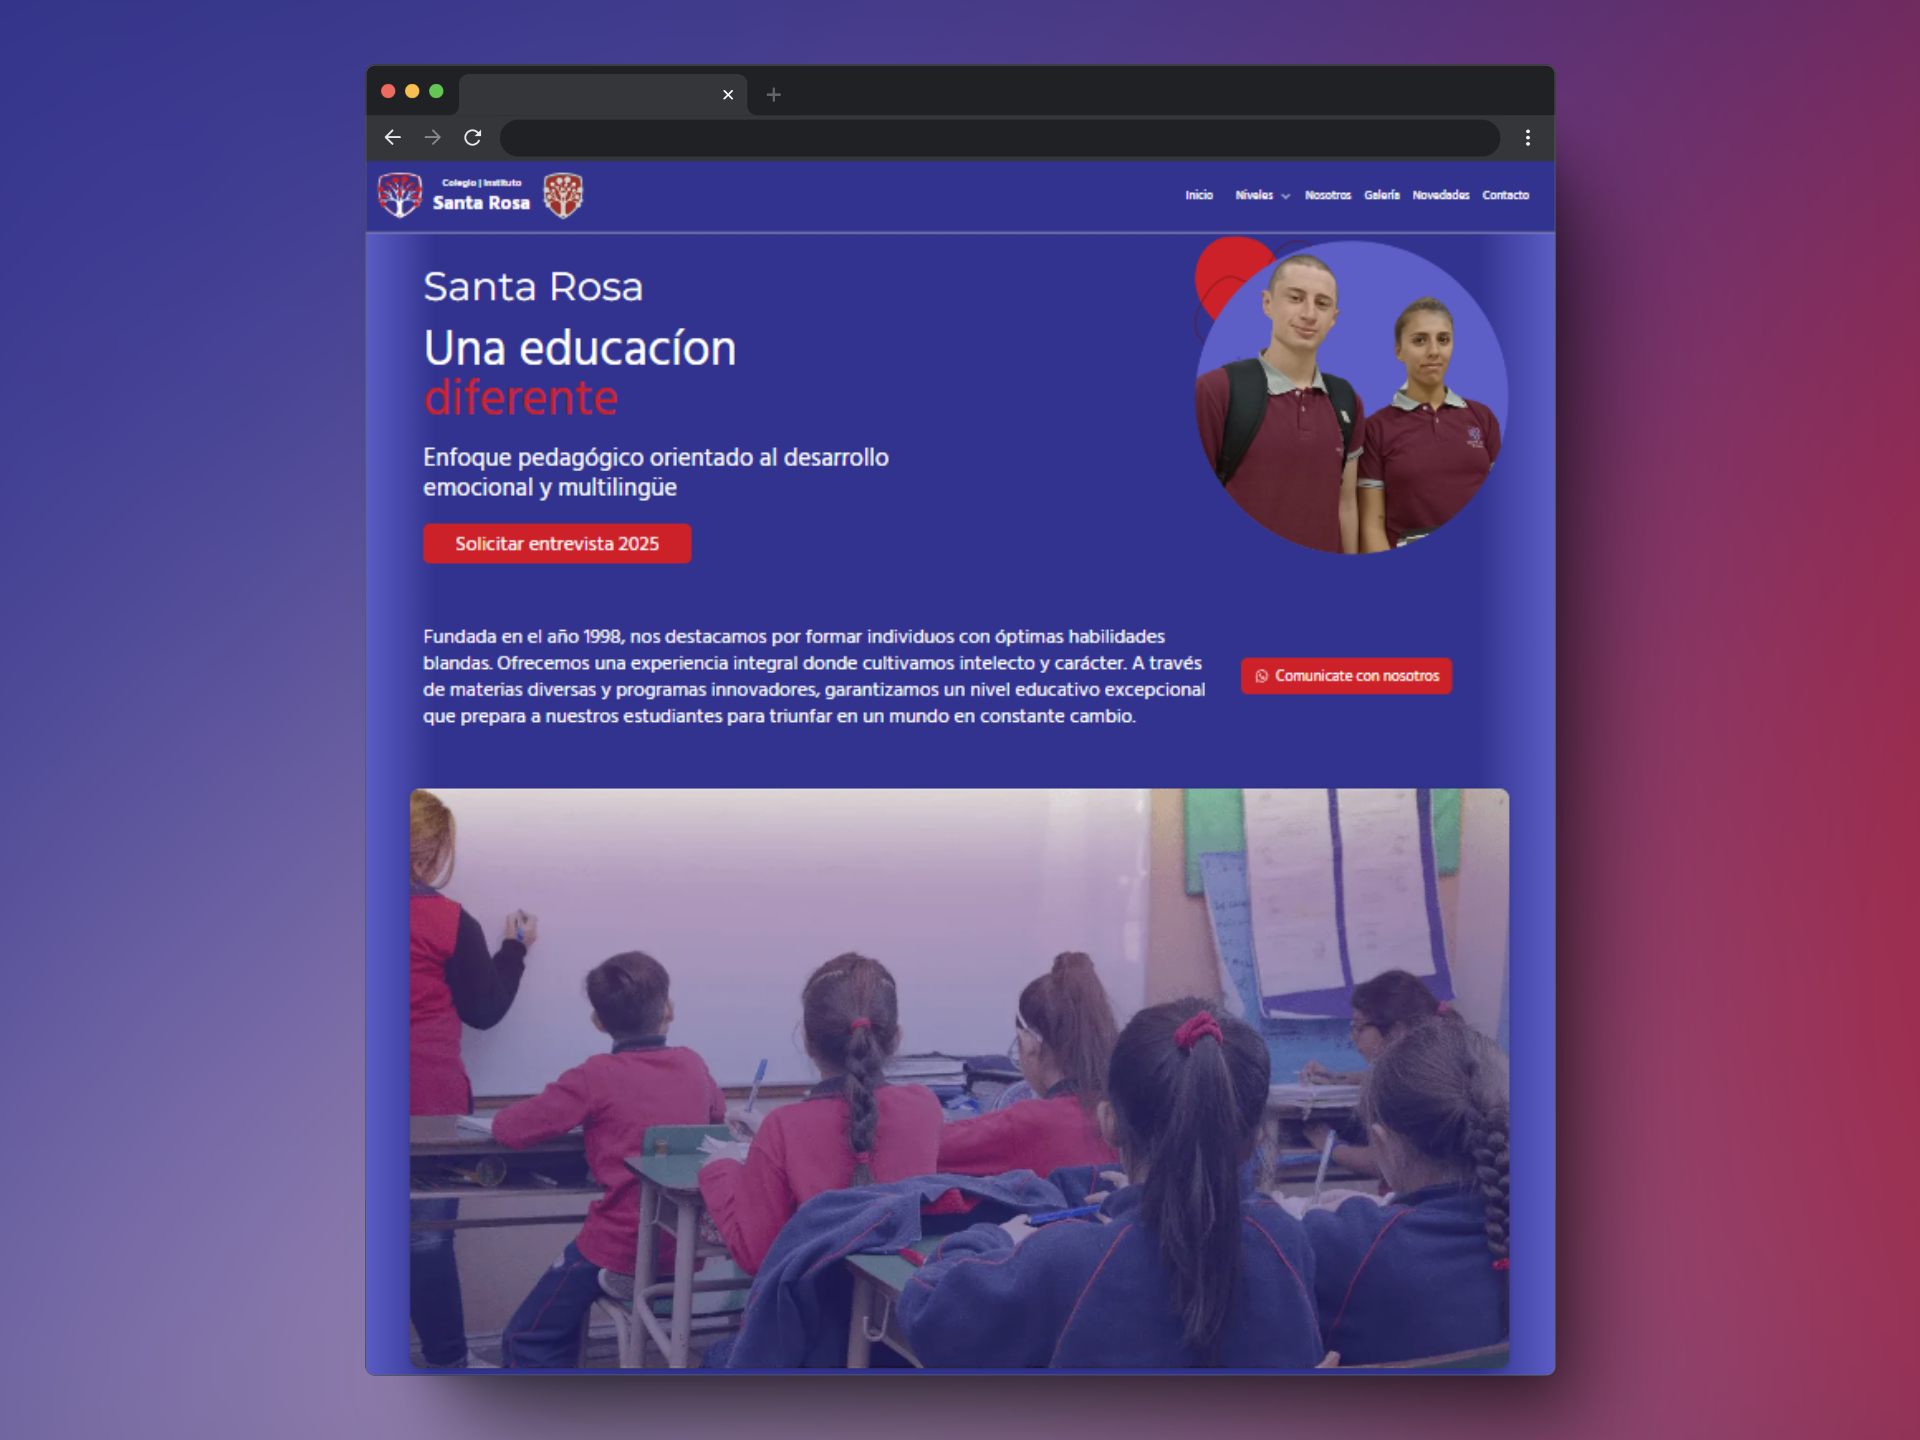 Colegio | Instituto
Santa Rosa
Inicio Niveles Nosotros Galería Novedades Contacto
Santa Rosa
Una educacíon
diferente
Enfoque pedagógico orientado al desarrollo
emocional y multilingüe
Solicitar entrevista 2025
Fundada en el año 1998, nos destacamos por formar individuos con óptimas habilidades
blandas. Ofrecemos una experiencia integral donde cultivamos intelecto y carácter. A través
de materias diversas y programas innovadores, garantizamos un nivel educativo excepcional
que prepara a nuestros estudiantes para triunfar en un mundo en constante cambio.
Comunicate con nosotros